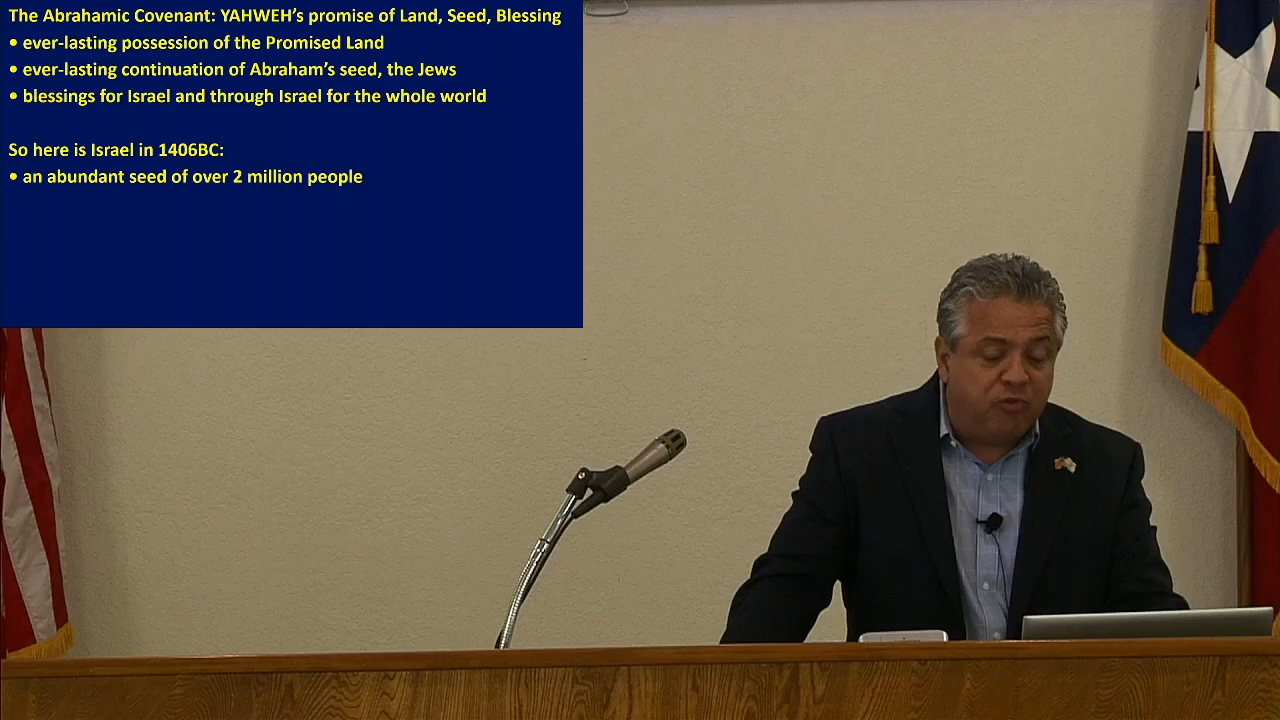 The Abrahamic Covenant: YAHWEH’s promise of Land, Seed, Blessing
• ever-lasting possession of the Promised Land
• ever-lasting continuation of Abraham’s seed, the Jews
• blessings for Israel and through Israel for the whole world
So here is Israel in 1406BC:
• an abundant seed of over 2 million people